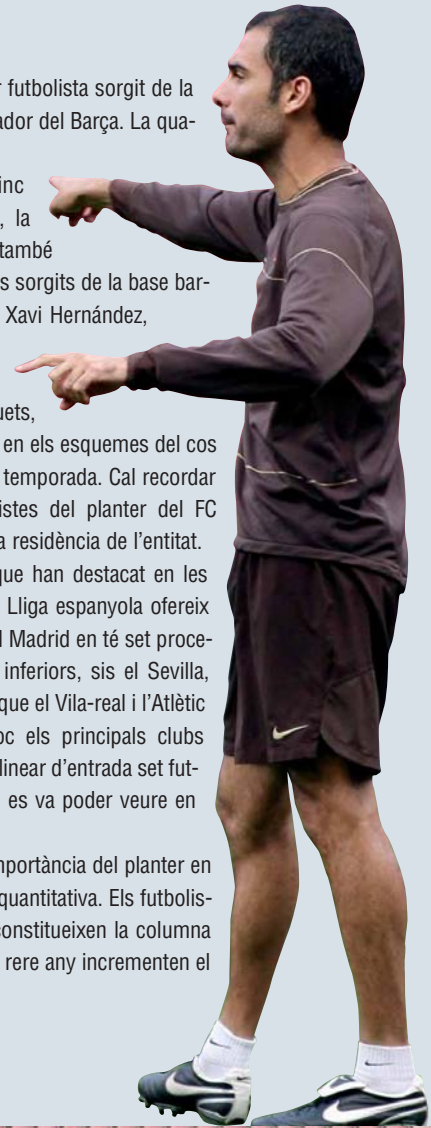 r futbolista sorgit de la
ador del Barça. La qua-
inc
, la
també
s sorgits de la base bar-
Xavi Hernández,
uets,
en els esquemes del cos
temporada. Cal recordar
istes del planter del FC
a residència de l’entitat.
que han destacat en les
Lliga espanyola ofereix
l Madrid en té set proce-
inferiors, sis el Sevilla,
que el Vila-real i l’Atlètic
oc els principals clubs
linear d’entrada set fut-
es va poder veure en
mportància del planter en
quantitativa. Els futbolis-
constitueixen la columna
rere any incrementen el